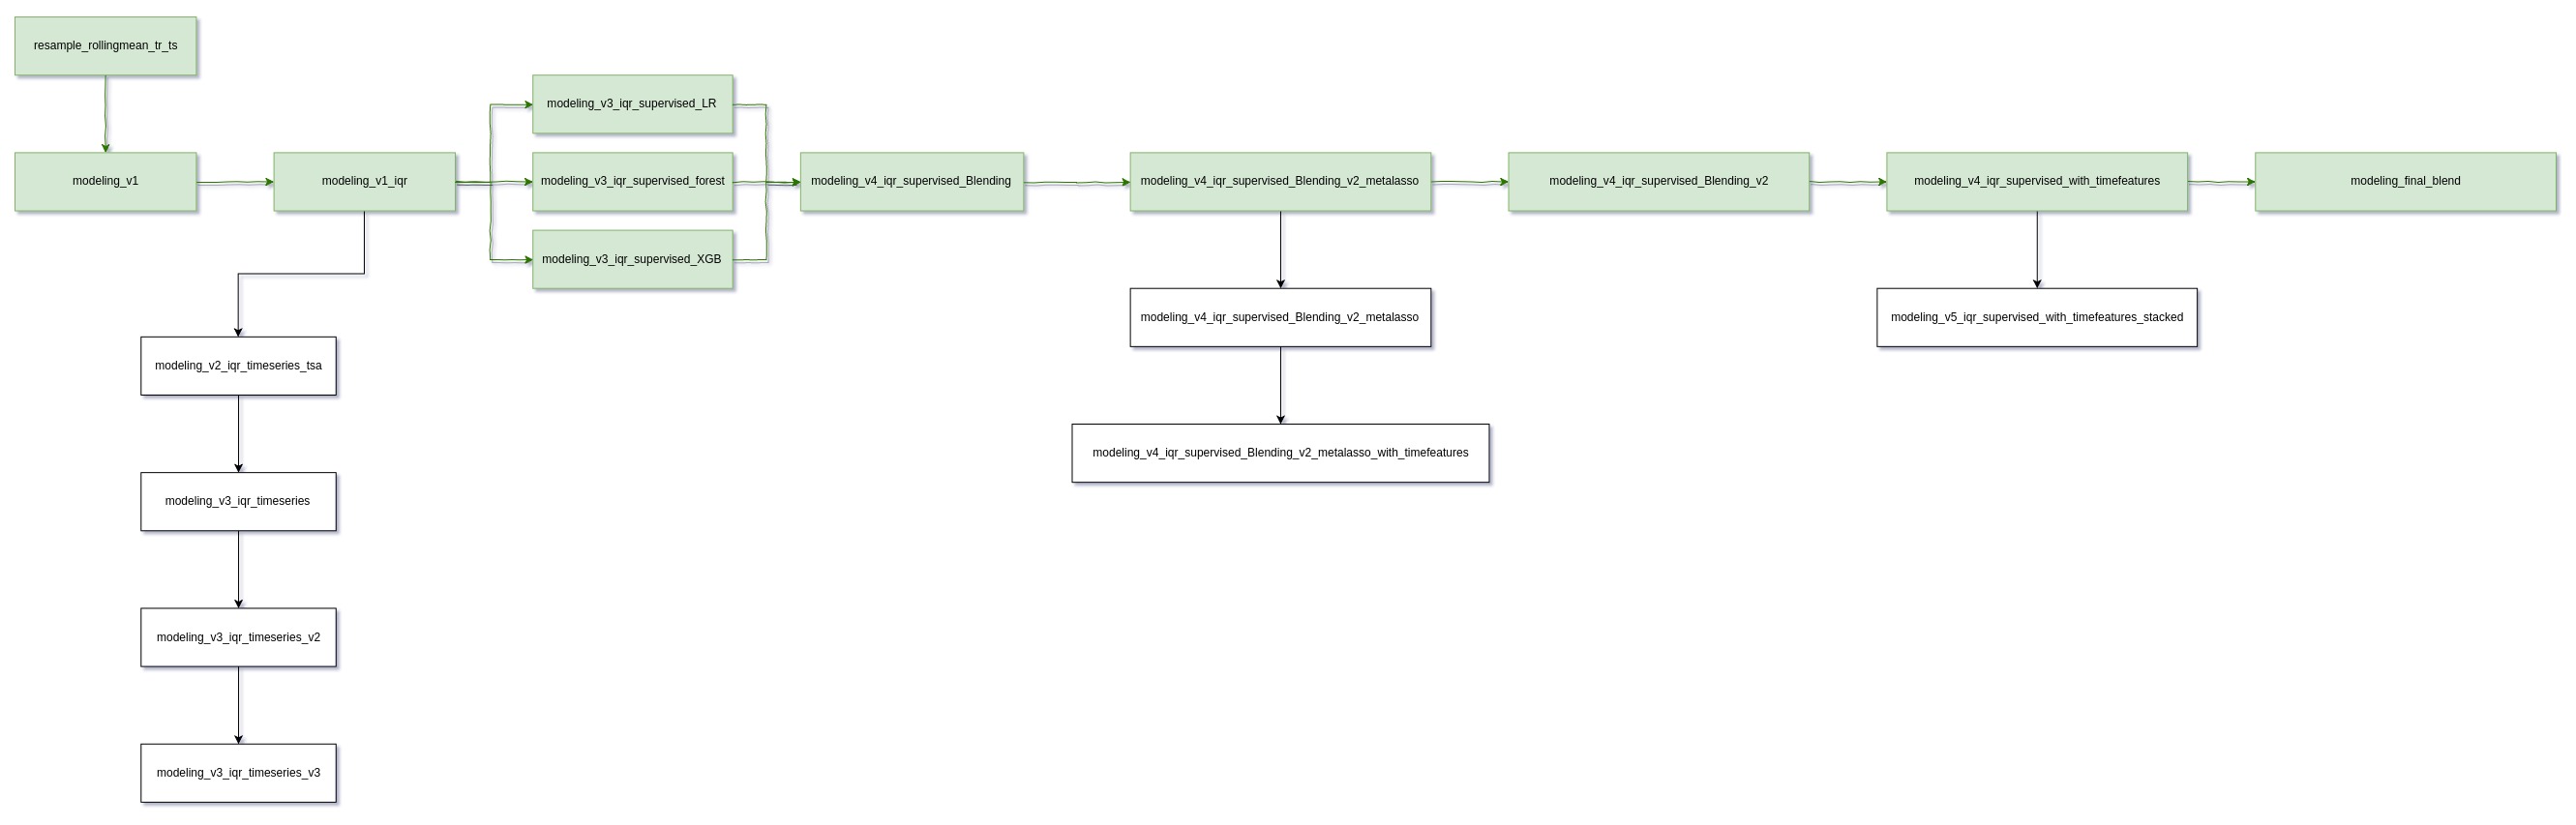 resample_rollingmean_tr_ts
modeling_v1
modeling_v1_iqr
modeling_v3_iqr_supervised_LR
modeling_v3_iqr_supervised_forest
modeling_v3_iqr_supervised_XGB
modeling_v4_iqr_supervised_Blending
modeling_v4_iqr_supervised_Blending_v2_metalasso
modeling_v4_iqr_supervised_Blending_v2
modeling_v4_iqr_supervised_with_timefeatures
modeling_final_blend
modeling_v4_iqr_supervised_Blending_v2_metalasso
modeling_v5_iqr_supervised_with_timefeatures_stacked
modeling_v2_iqr_timeseries_tsa
modeling_v4_iqr_supervised_Blending_v2_metalasso_with_timefeatures
modeling_v3_iqr_timeseries
modeling_v3_iqr_timeseries_v2
modeling_v3_iqr_timeseries_v3